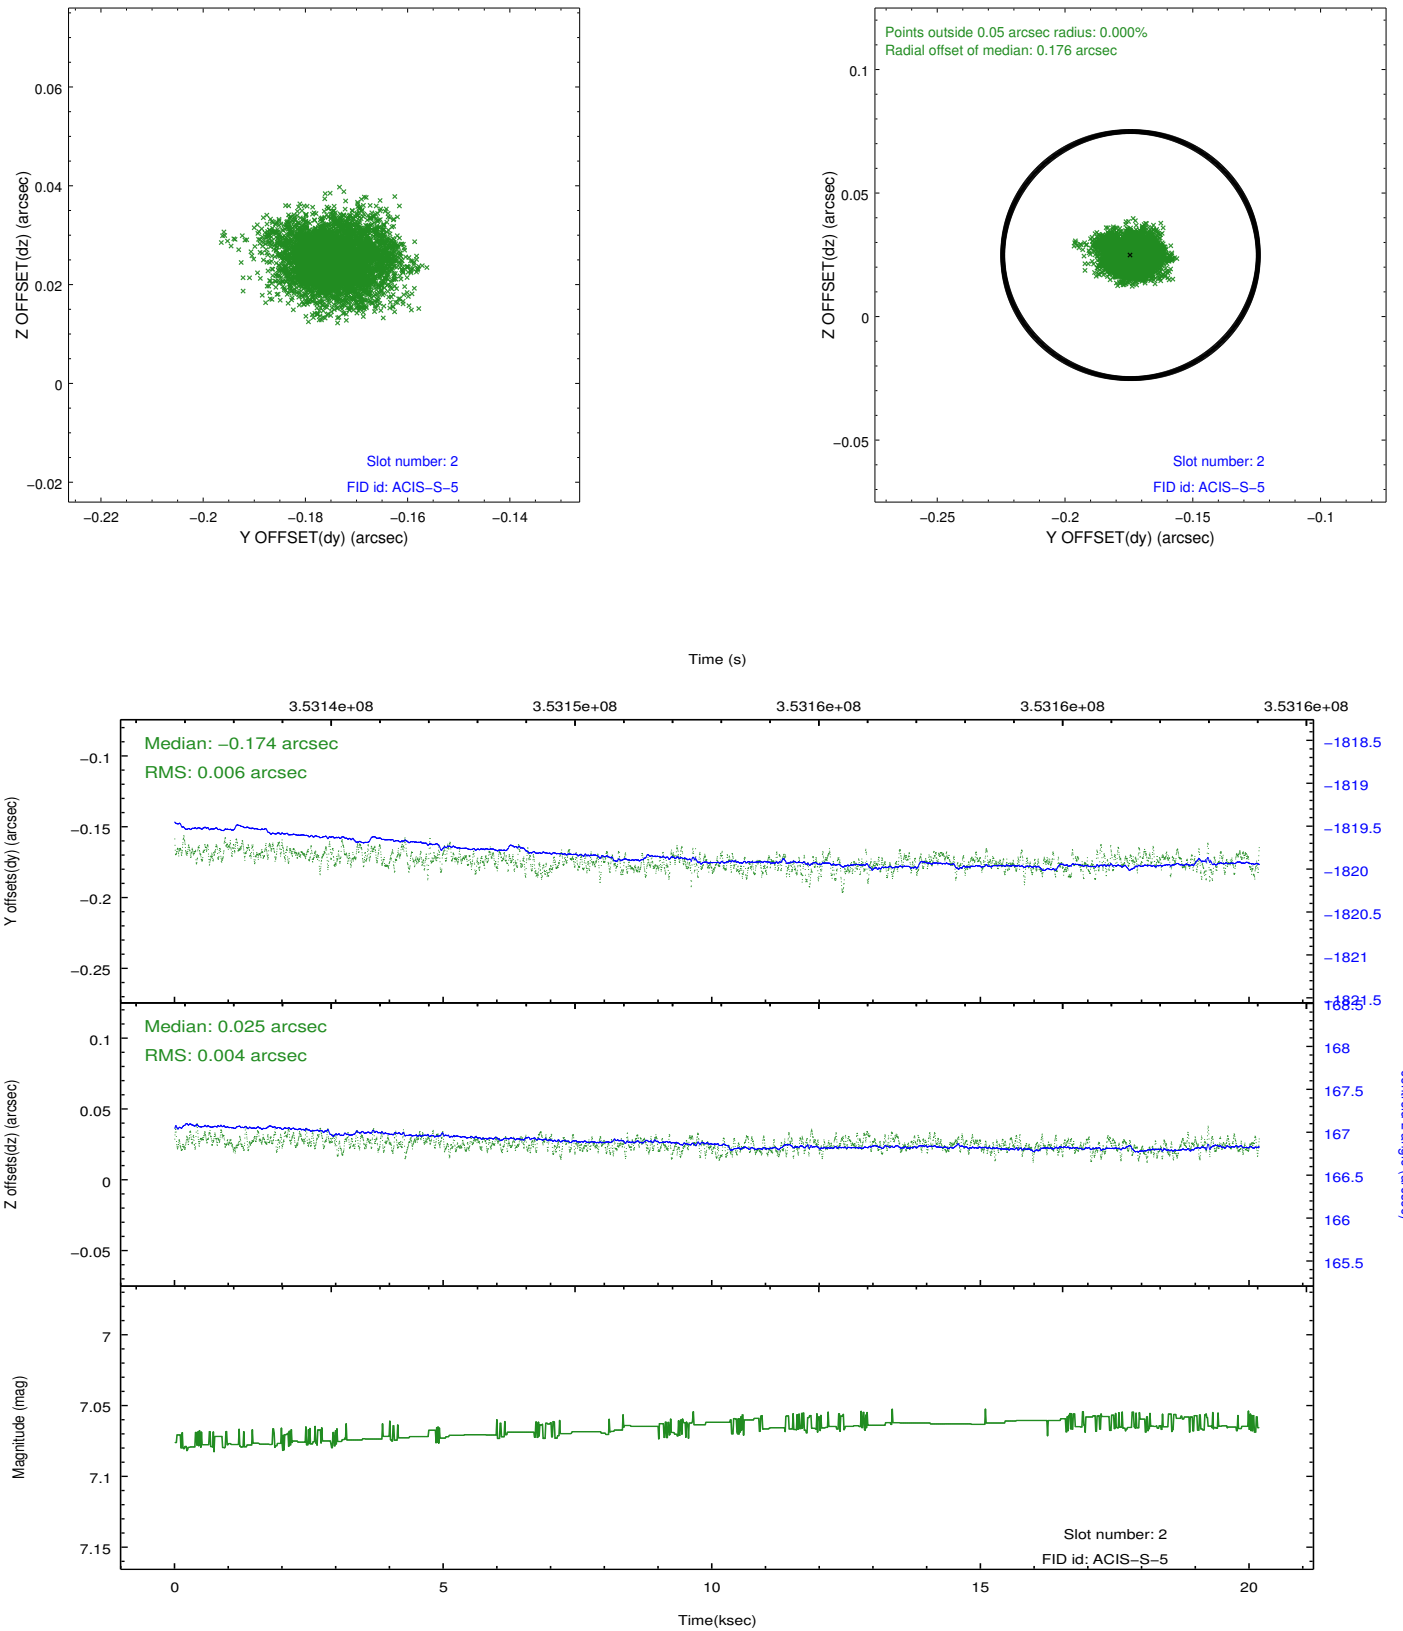 0.06
0.04
0.02
0
−0.02
Z OFFSET(dz) (arcsec)
Slot number: 2
FID id: ACIS−S−5
−0.22 −0.2 −0.18 −0.16 −0.14
Y OFFSET(dy) (arcsec)
Points outside 0.05 arcsec radius: 0.000%
Radial offset of median: 0.176 arcsec
0.1
0.05
0
−0.05
Z OFFSET(dz) (arcsec)
Slot number: 2
FID id: ACIS−S−5
−0.25 −0.2 −0.15 −0.1
Y OFFSET(dy) (arcsec)
Time (s)
3.5314e+08 3.5315e+08 3.5316e+08 3.5316e+08 3.5316e+08
Median: −0.174 arcsec
RMS: 0.006 arcsec
−0.1
−0.15
−0.2
−0.25
Y offsets(dy) (arcsec)
−1818.5
−1819
−1819.5
−1820
−1820.5
−1821
−1821.5
Median: 0.025 arcsec
RMS: 0.004 arcsec
0.1
0.05
0
−0.05
Z offsets(dz) (arcsec)
168.5
168
167.5
167
166.5
166
165.5
7
7.05
7.1
7.15
Magnitude (mag)
Slot number: 2
FID id: ACIS−S−5
0 5 10 15 20
Time(ksec)